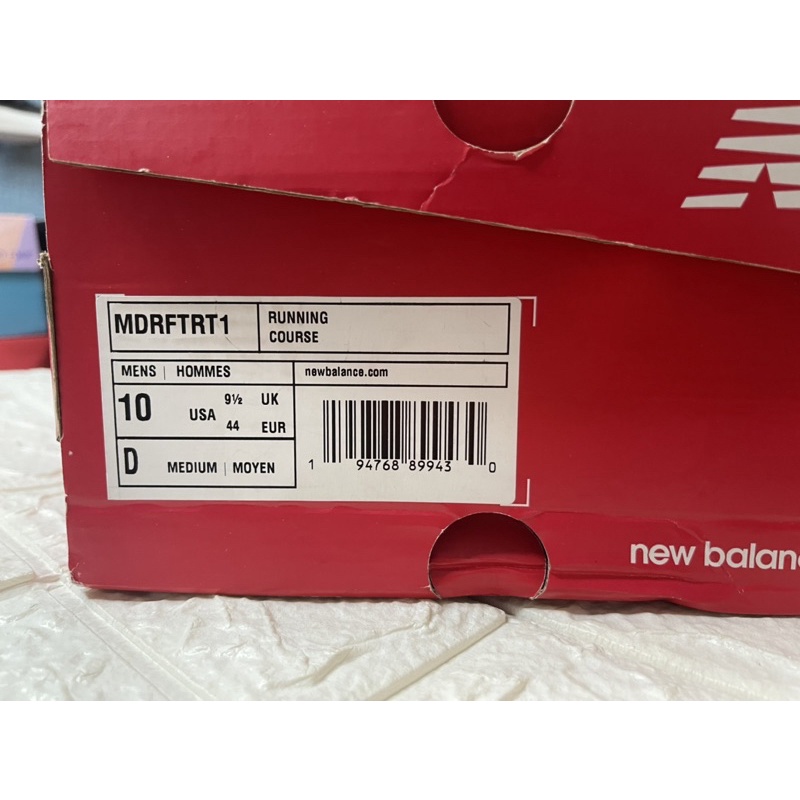 MDRFTRT1
RUNNING
COURSE
MENS | HOMMES
newbalance.com
10 USA 9½ UK
44 EUR
D MEDIUM | MOYEN
1 94768 89943 0
new balanc